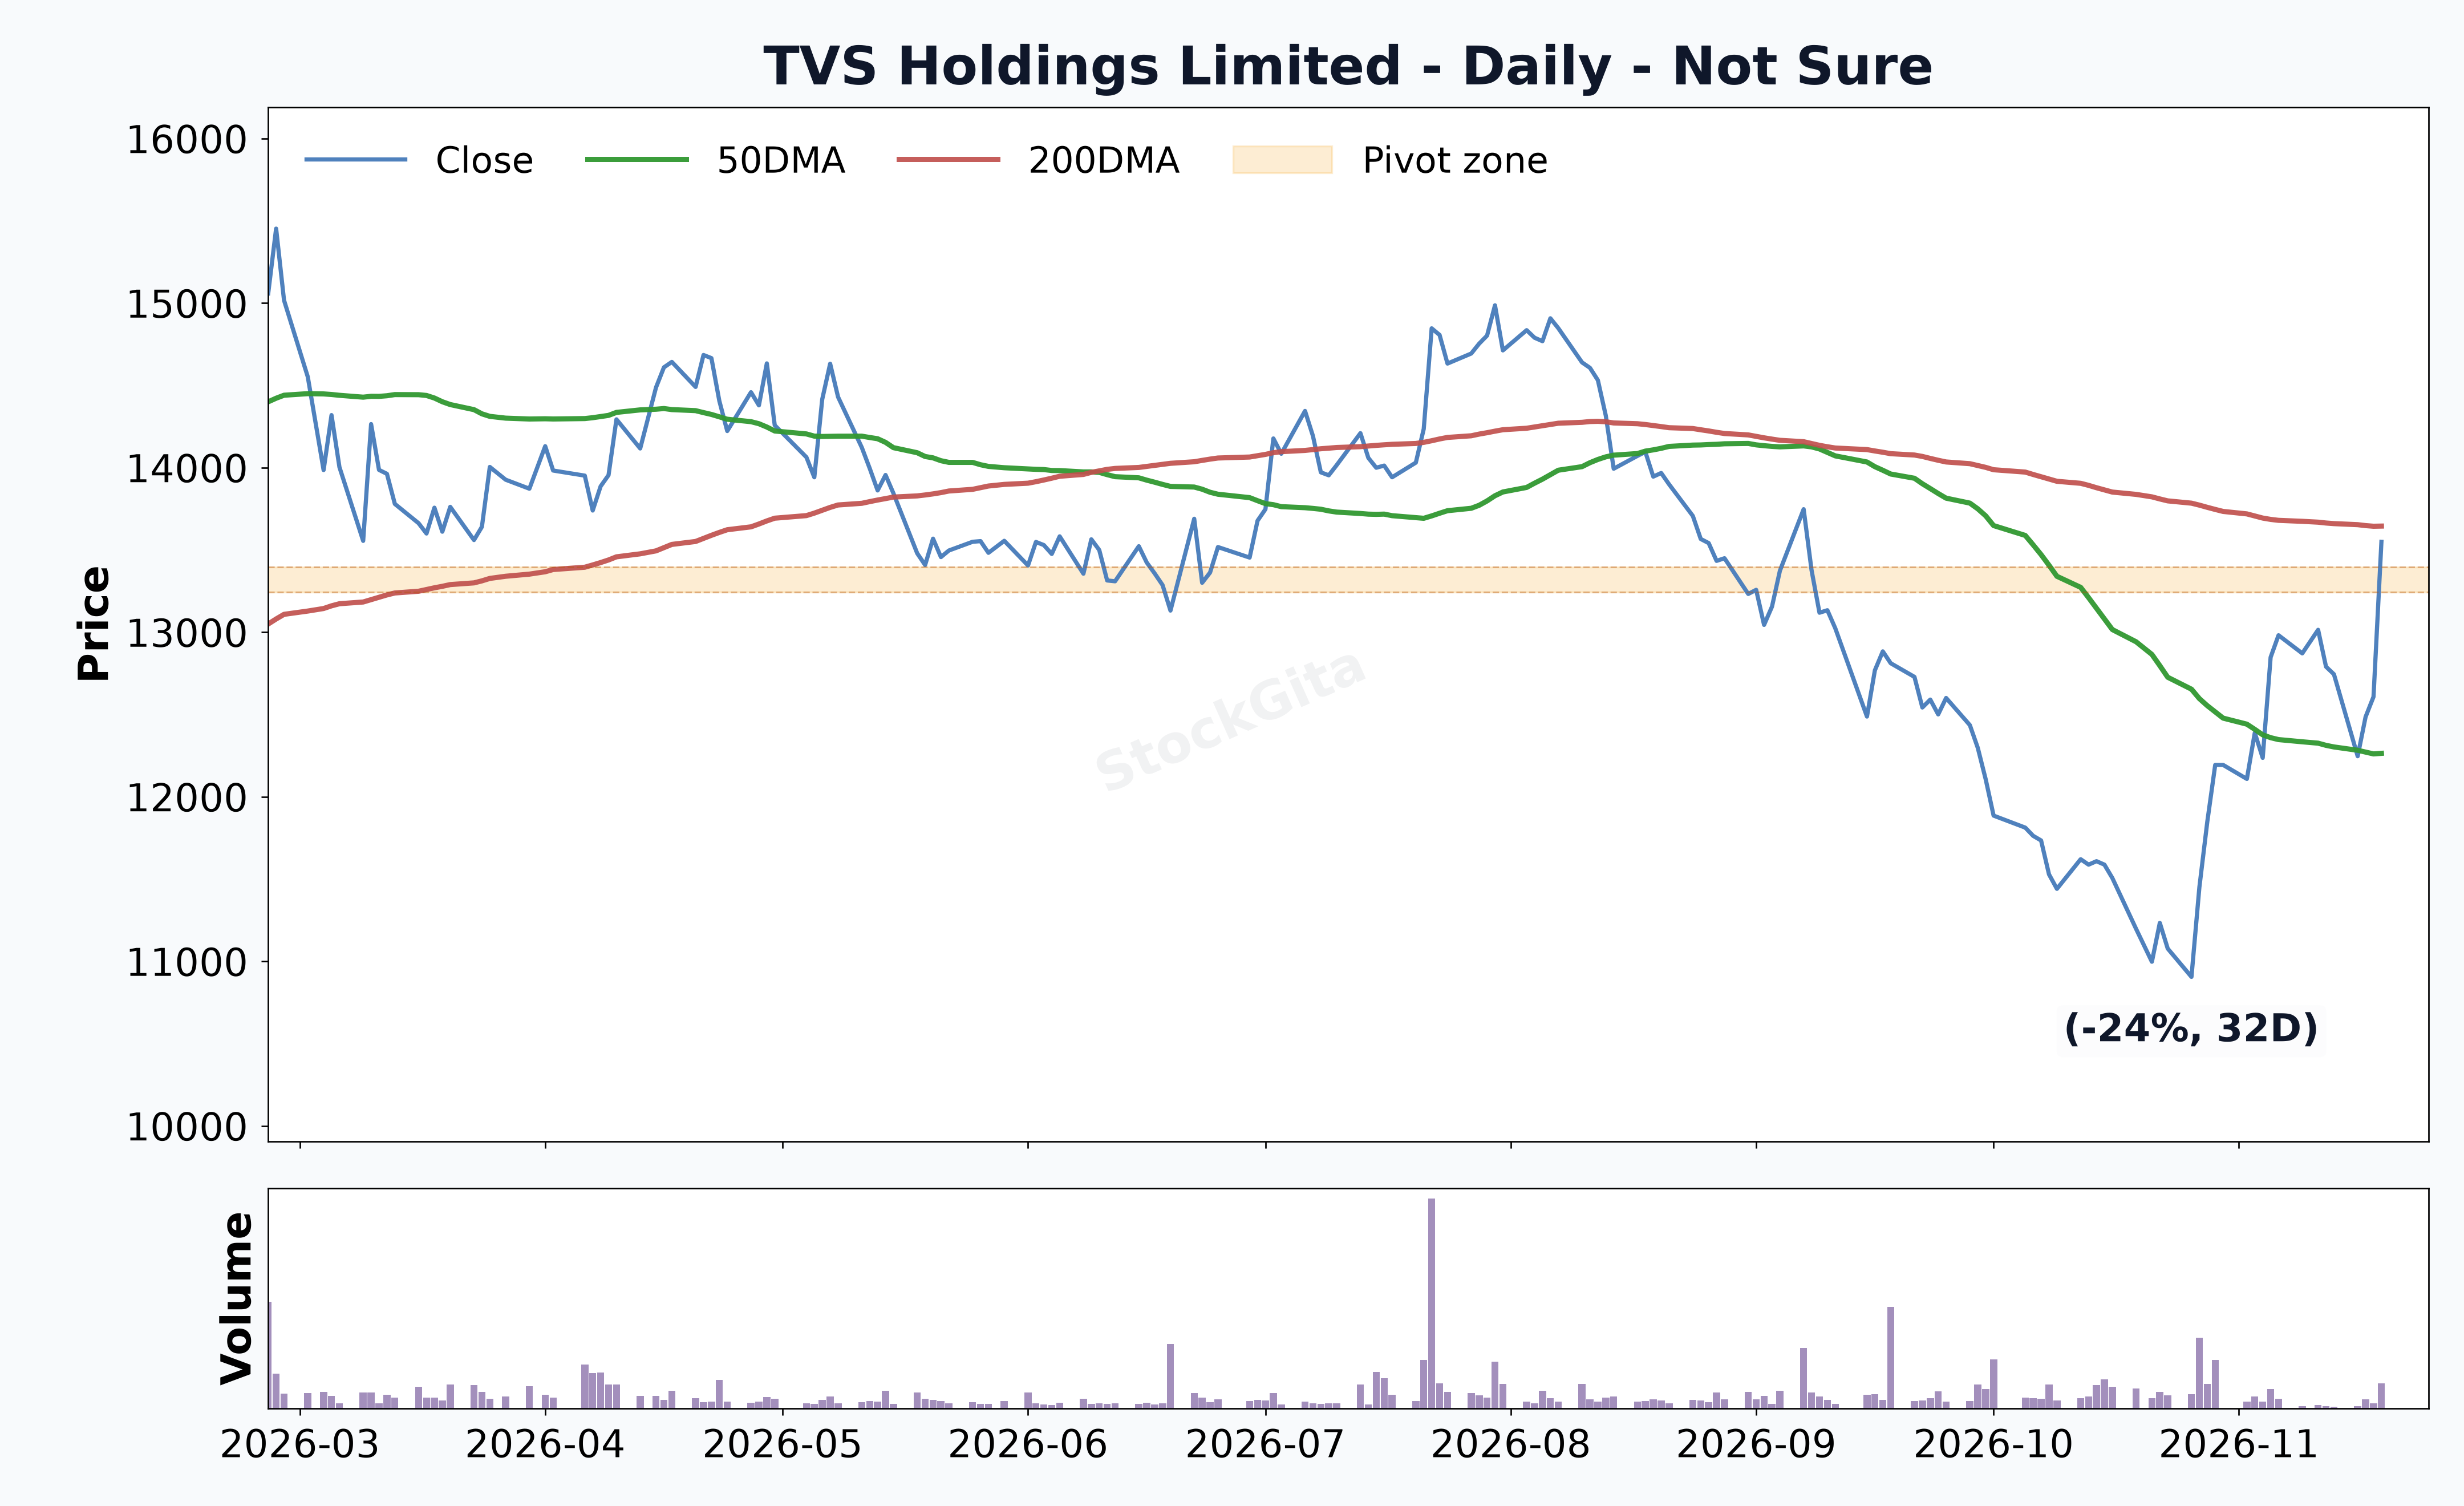 TVS Holdings Limited - Daily - Not Sure
Close 50DMA 200DMA Pivot zone
Price
16000
15000
14000
13000
12000
11000
10000
StockGita
(-24%, 32D)
Volume
2026-03 2026-04 2026-05 2026-06 2026-07 2026-08 2026-09 2026-10 2026-11